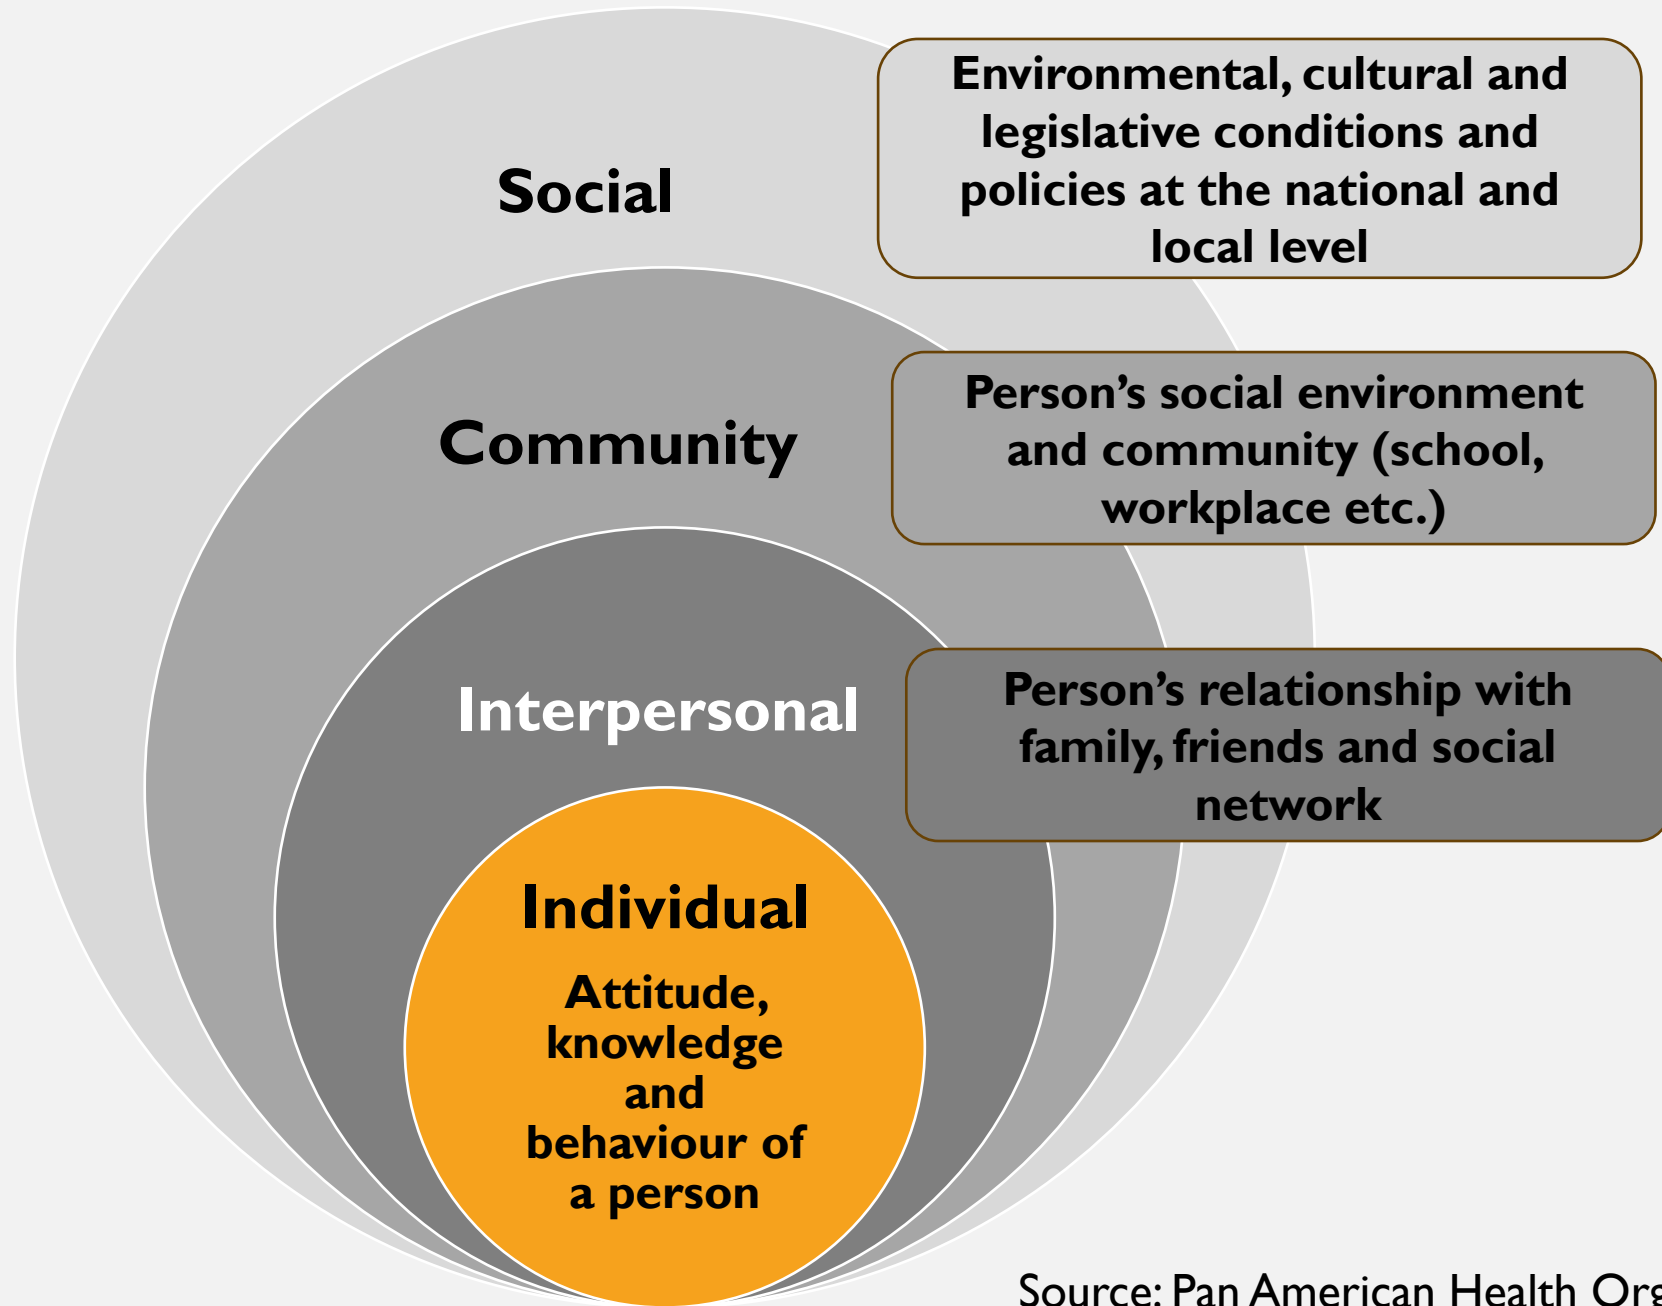 Social
Environmental, cultural and
legislative conditions and
policies at the national and
local level
Community
Person’s social environment
and community (school,
workplace etc.)
Interpersonal
Person’s relationship with
family, friends and social
network
Individual
Attitude,
knowledge
and
behaviour of
a person
Source: Pan American Health Org